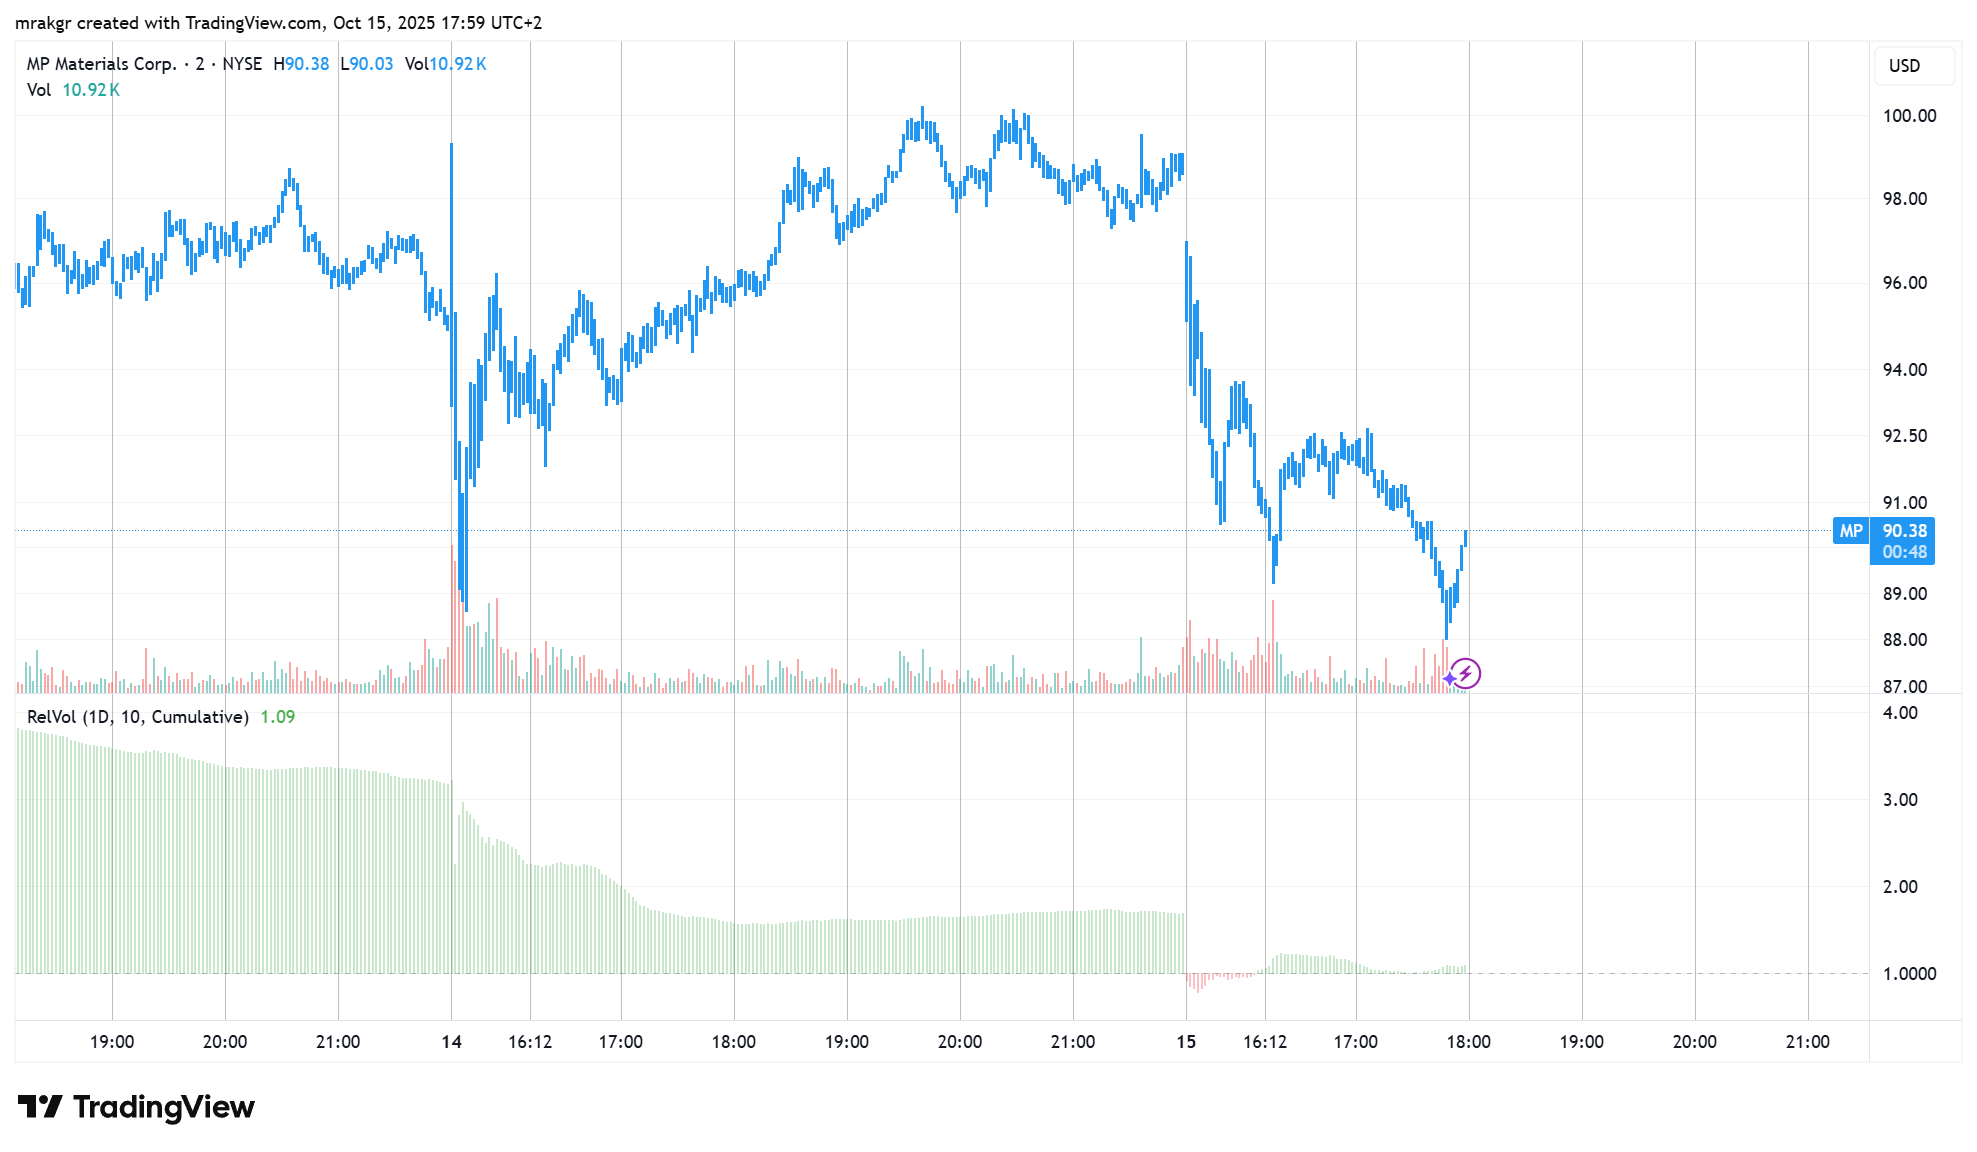 mrakgr created with TradingView.com, Oct 15, 2025 17:59 UTC+2
MP Materials Corp. · 2 · NYSE H90.38 L90.03 Vol10.92K
Vol 10.92K
USD
100.00
98.00
96.00
94.00
92.50
91.00
MP 90.38
00:48
89.00
88.00
87.00
RelVol (1D, 10, Cumulative) 1.09
4.00
3.00
2.00
1.0000
19:00 20:00 21:00 14 16:12 17:00 18:00 19:00 20:00 21:00 15 16:12 17:00 18:00 19:00 20:00 21:00
TradingView